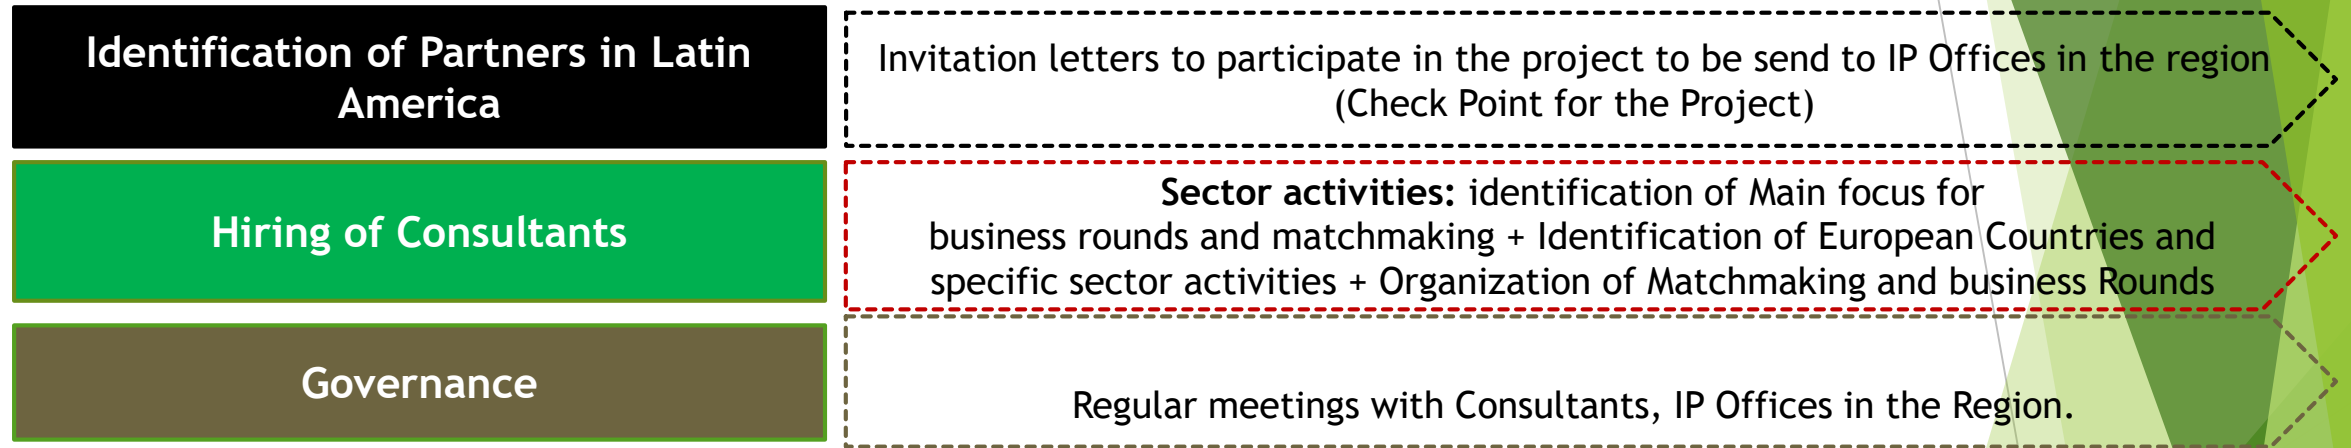 Identification of Partners in Latin
America
Invitation letters to participate in the project to be send to IP Offices in the region
(Check Point for the Project)
Hiring of Consultants
Sector activities: identification of Main focus for
business rounds and matchmaking + Identification of European Countries and
specific sector activities + Organization of Matchmaking and business Rounds
Governance
Regular meetings with Consultants, IP Offices in the Region.